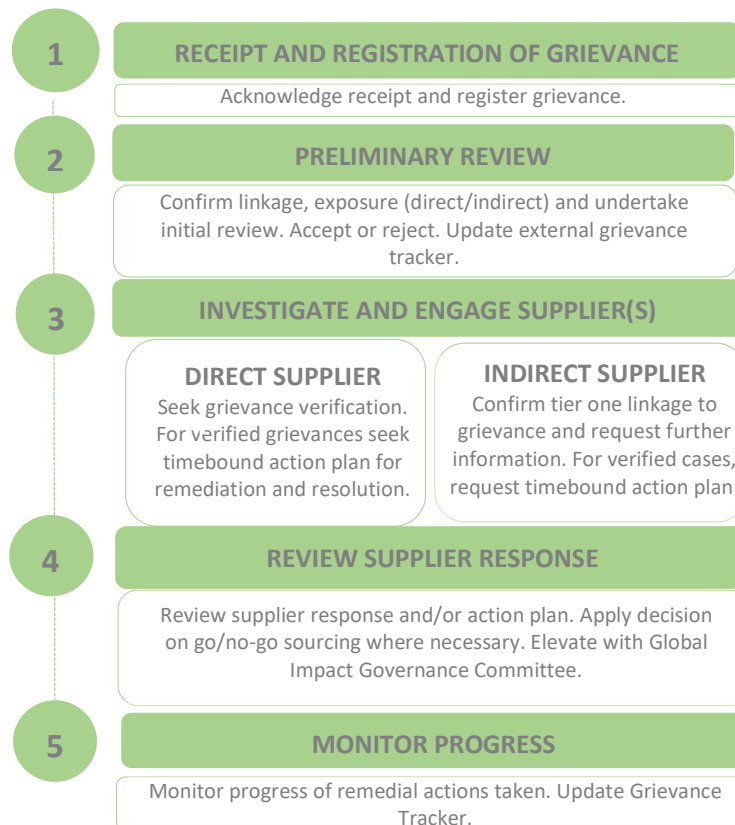 1
RECEIPT AND REGISTRATION OF GRIEVANCE
Acknowledge receipt and register grievance.
2
PRELIMINARY REVIEW
Confirm linkage, exposure (direct/indirect) and undertake
initial review. Accept or reject. Update external grievance
tracker.
3
INVESTIGATE AND ENGAGE SUPPLIER(S)
DIRECT SUPPLIER
Seek grievance verification.
For verified grievances seek
timebound action plan for
remediation and resolution.
INDIRECT SUPPLIER
Confirm tier one linkage to
grievance and request further
information. For verified cases,
request timebound action plan
4
REVIEW SUPPLIER RESPONSE
Review supplier response and/or action plan. Apply decision
on go/no-go sourcing where necessary. Elevate with Global
Impact Governance Committee.
5
MONITOR PROGRESS
Monitor progress of remedial actions taken. Update Grievance
Tracker.